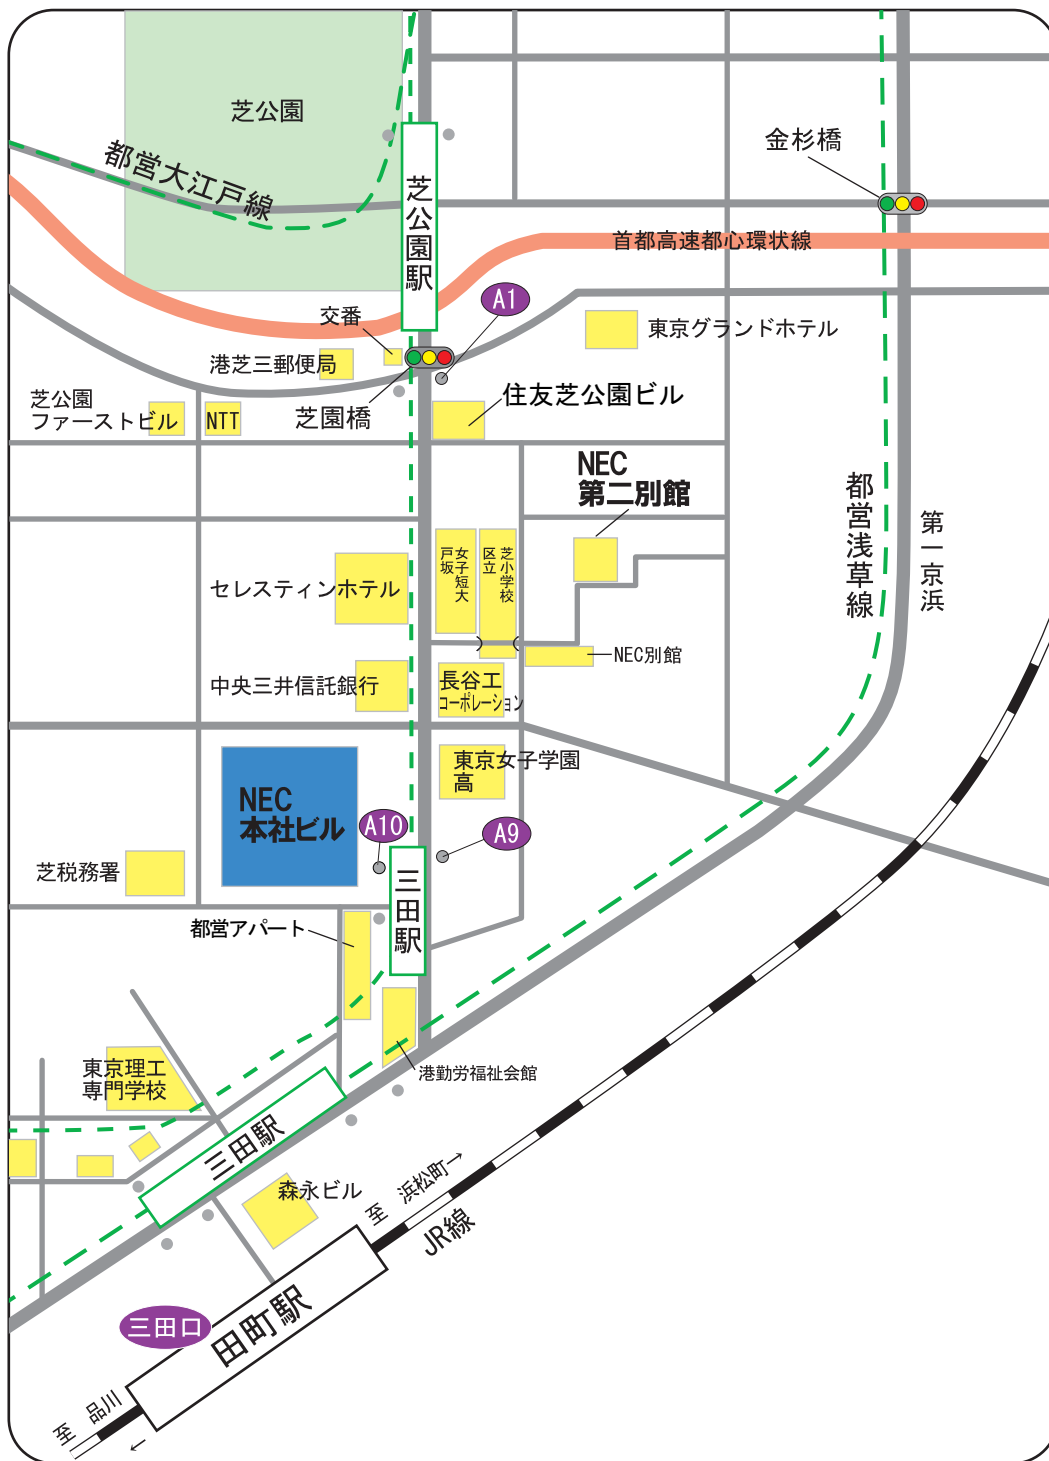 芝公園
都営大江戸線
芝公園駅
金杉橋
首都高速都心環状線
A1
交番
東京グランドホテル
港芝三郵便局
芝公園
ファーストビル
NTT
芝園橋
住友芝公園ビル
NEC
第二別館
都営浅草線
第一京浜
戸坂
女子短大
区立
芝小学校
セレスティンホテル
NEC別館
中央三井信託銀行
長谷工
コーポレーション
東京女子学園
高
NEC
本社ビル
A10
A9
芝税務署
三田駅
都営アパート
東京理工
専門学校
港勤労福祉会館
三田駅
森永ビル
至 浜松町→
JR線
三田口
田町駅
至 品川
←